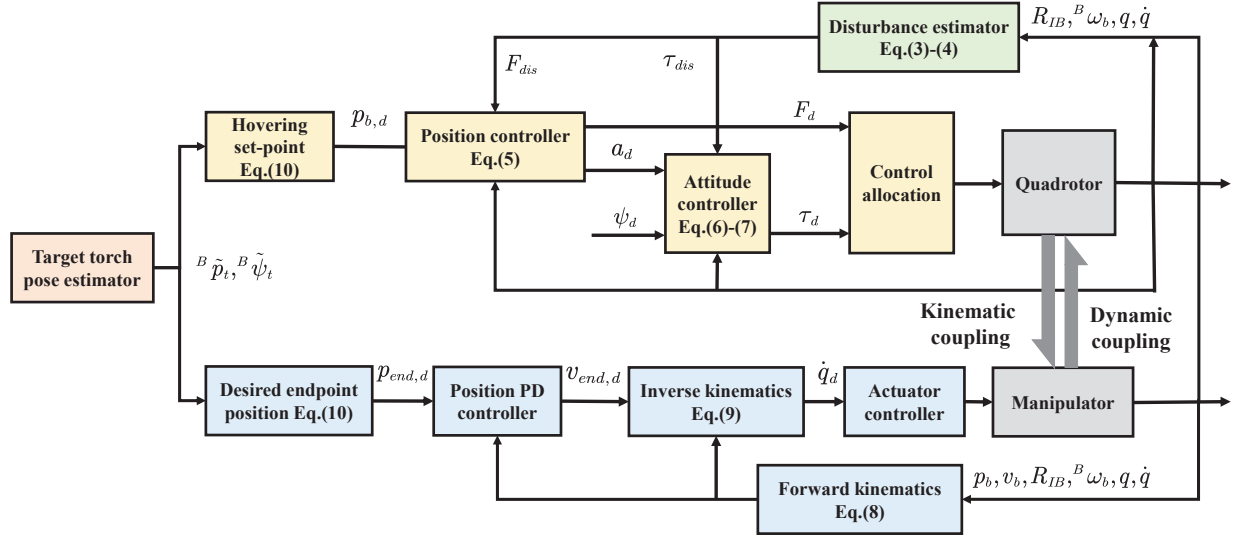 Disturbance estimator
Eq.(3)-(4)
R_{IB}, ^Bω_b, q, q̇
F_{dis}
τ_{dis}
Hovering
set-point
Eq.(10)
p_{b,d}
Position controller
Eq.(5)
F_d
a_d
Attitude
controller
Eq.(6)-(7)
ψ_d
τ_d
Control
allocation
Quadrotor
Target torch
pose estimator
^B p̃_t, ^B ψ̃_t
Kinematic
coupling
Dynamic
coupling
Desired endpoint
position Eq.(10)
p_{end,d}
Position PD
controller
v_{end,d}
Inverse kinematics
Eq.(9)
q̇_d
Actuator
controller
Manipulator
Forward kinematics
Eq.(8)
p_b, v_b, R_{IB}, ^Bω_b, q, q̇